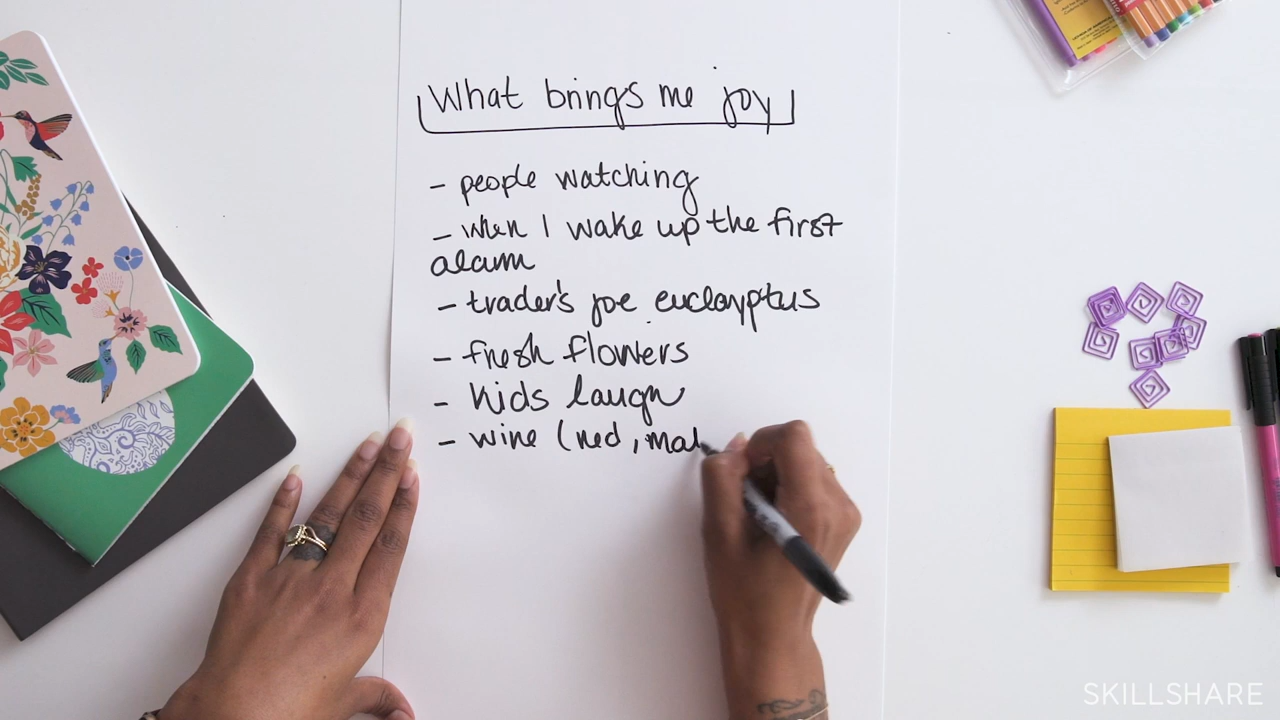 What brings me joy
- people watching
- when I wake up the first
alarm
- trader's joe euclayptus
- fresh flowers
- kids laugh
- wine (red, mal
SKILLSHARE